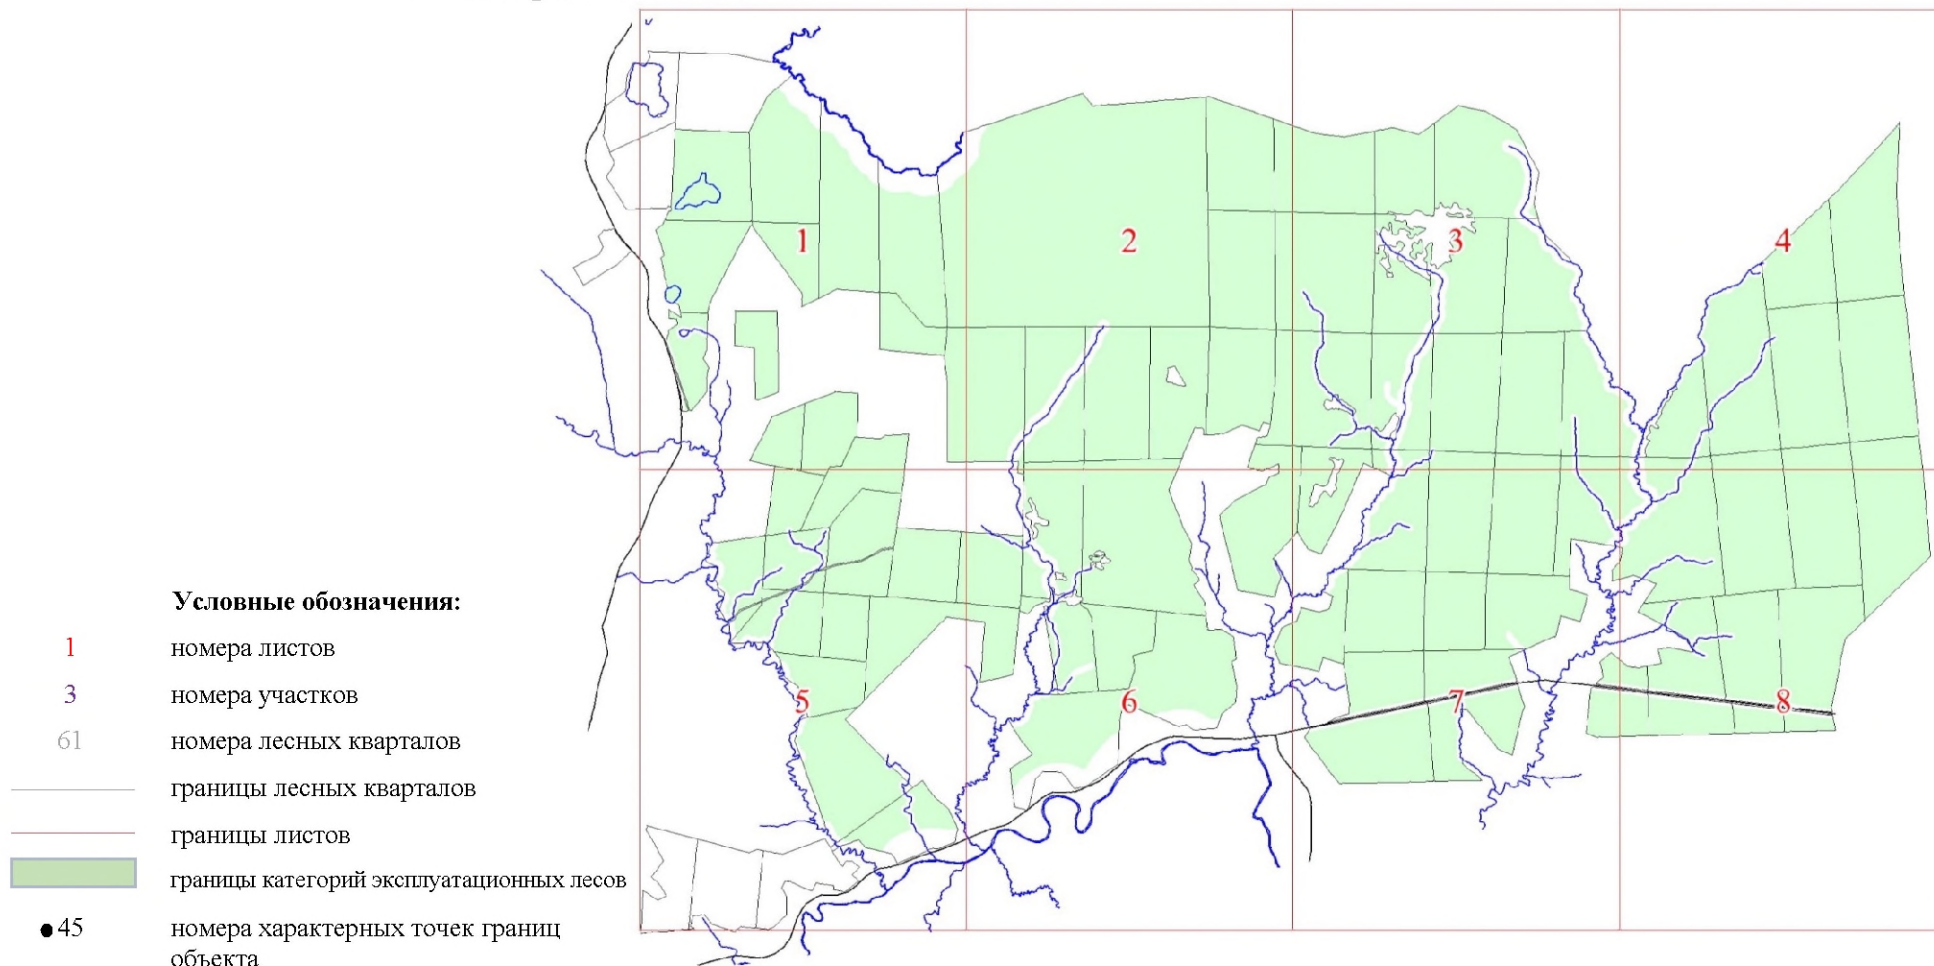 1
2
3
4
5
6
7
8
Условные обозначения:
1 номера листов
3 номера участков
61 номера лесных кварталов
границы лесных кварталов
границы листов
границы категорий эксплуатационных лесов
45 номера характерных точек границ
объекта